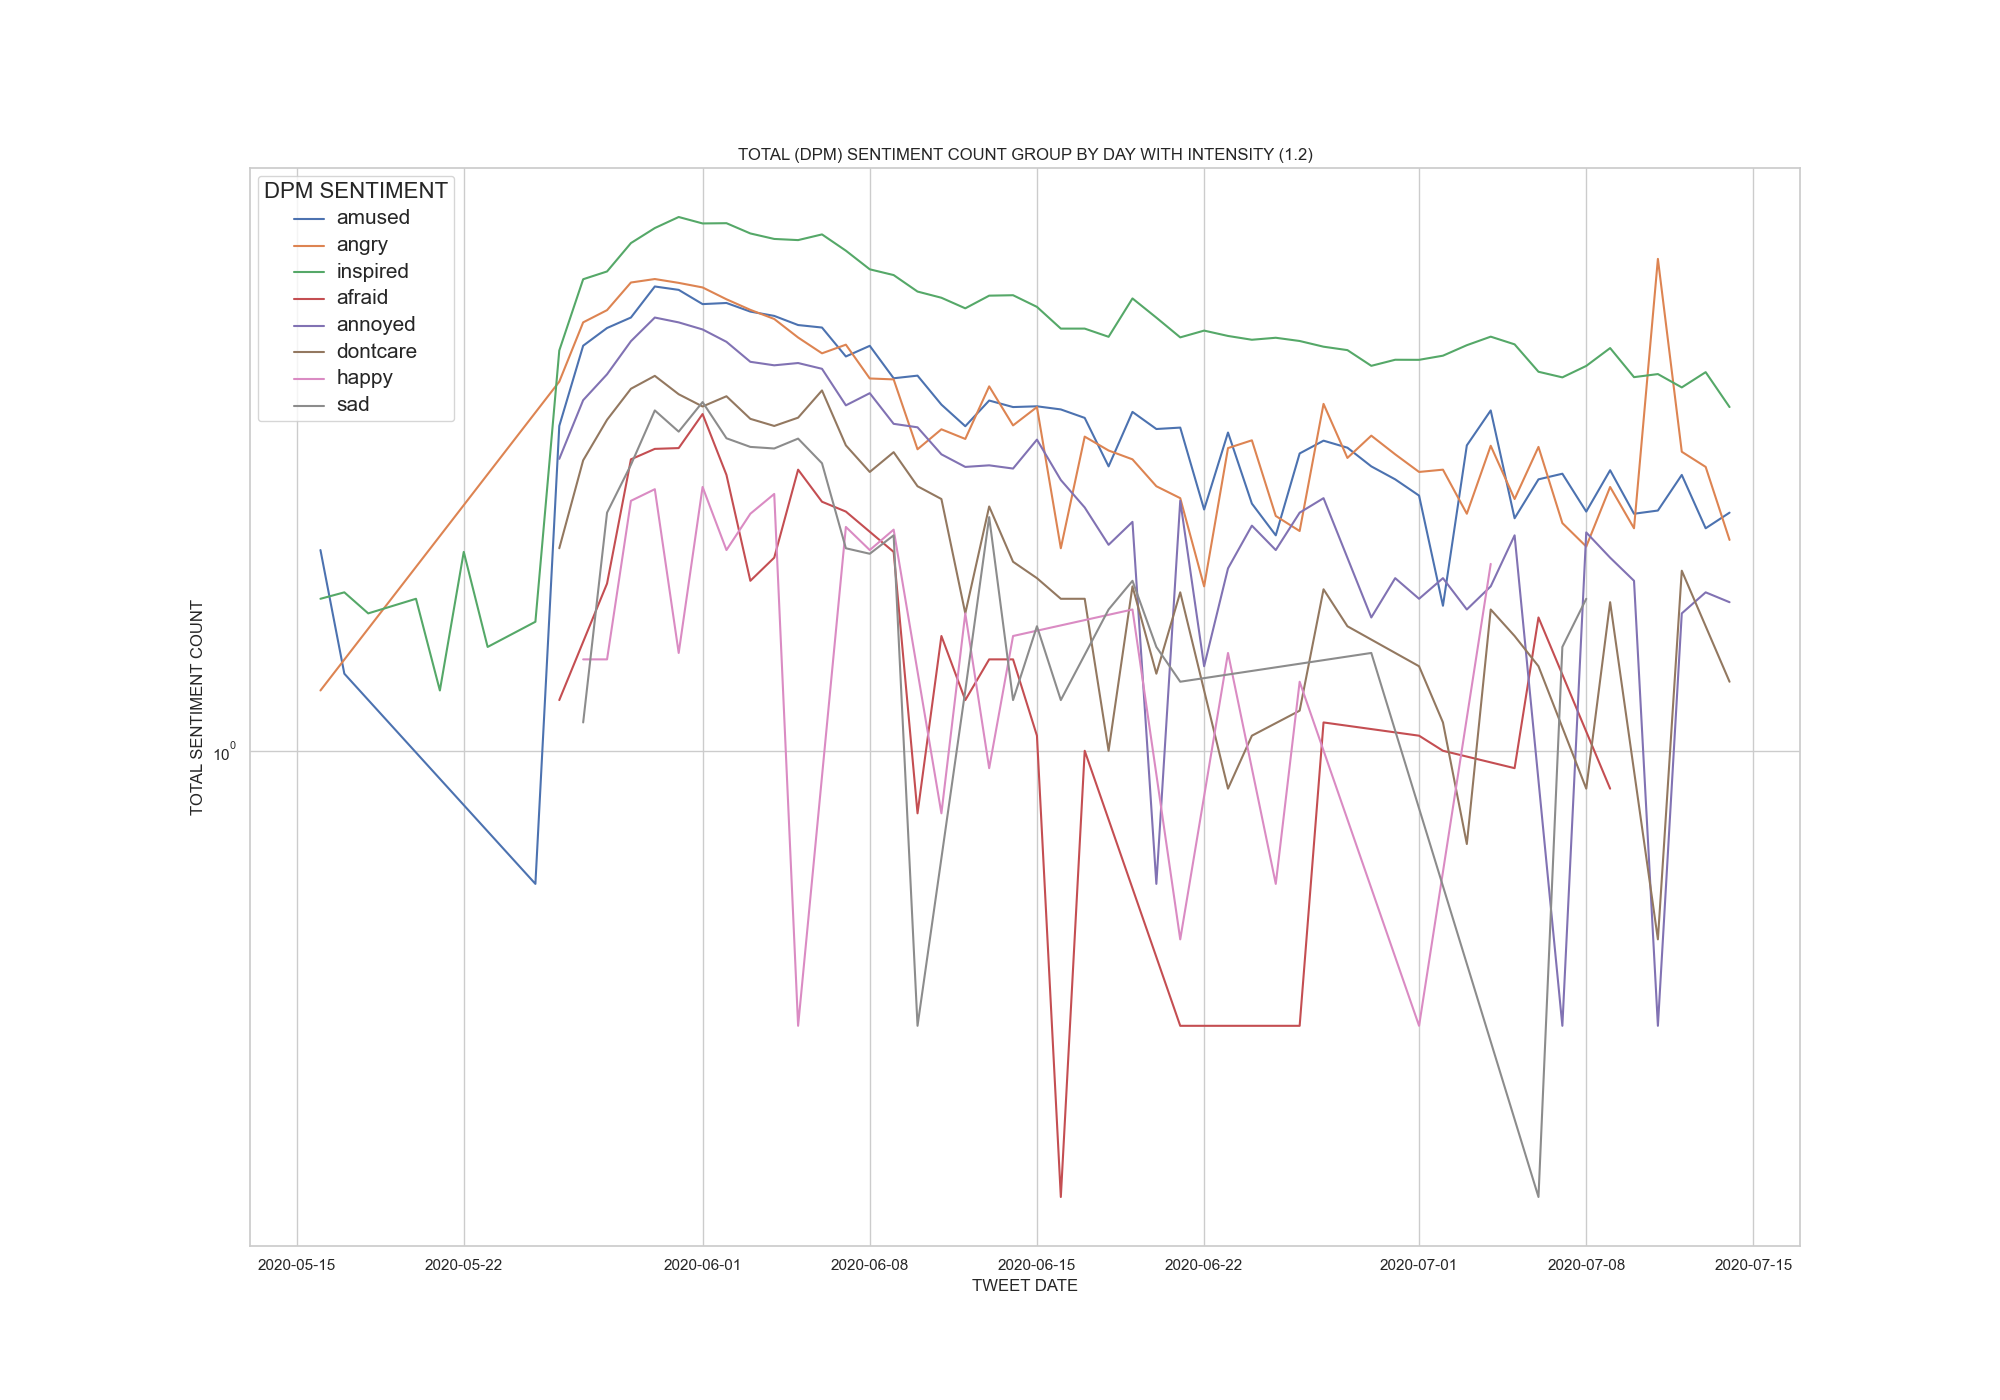 TOTAL (DPM) SENTIMENT COUNT GROUP BY DAY WITH INTENSITY (1.2)
DPM SENTIMENT
amused
angry
inspired
afraid
annoyed
dontcare
happy
sad
TOTAL SENTIMENT COUNT
10⁰
2020-05-15 2020-05-22 2020-06-01 2020-06-08 2020-06-15 2020-06-22 2020-07-01 2020-07-08 2020-07-15
TWEET DATE